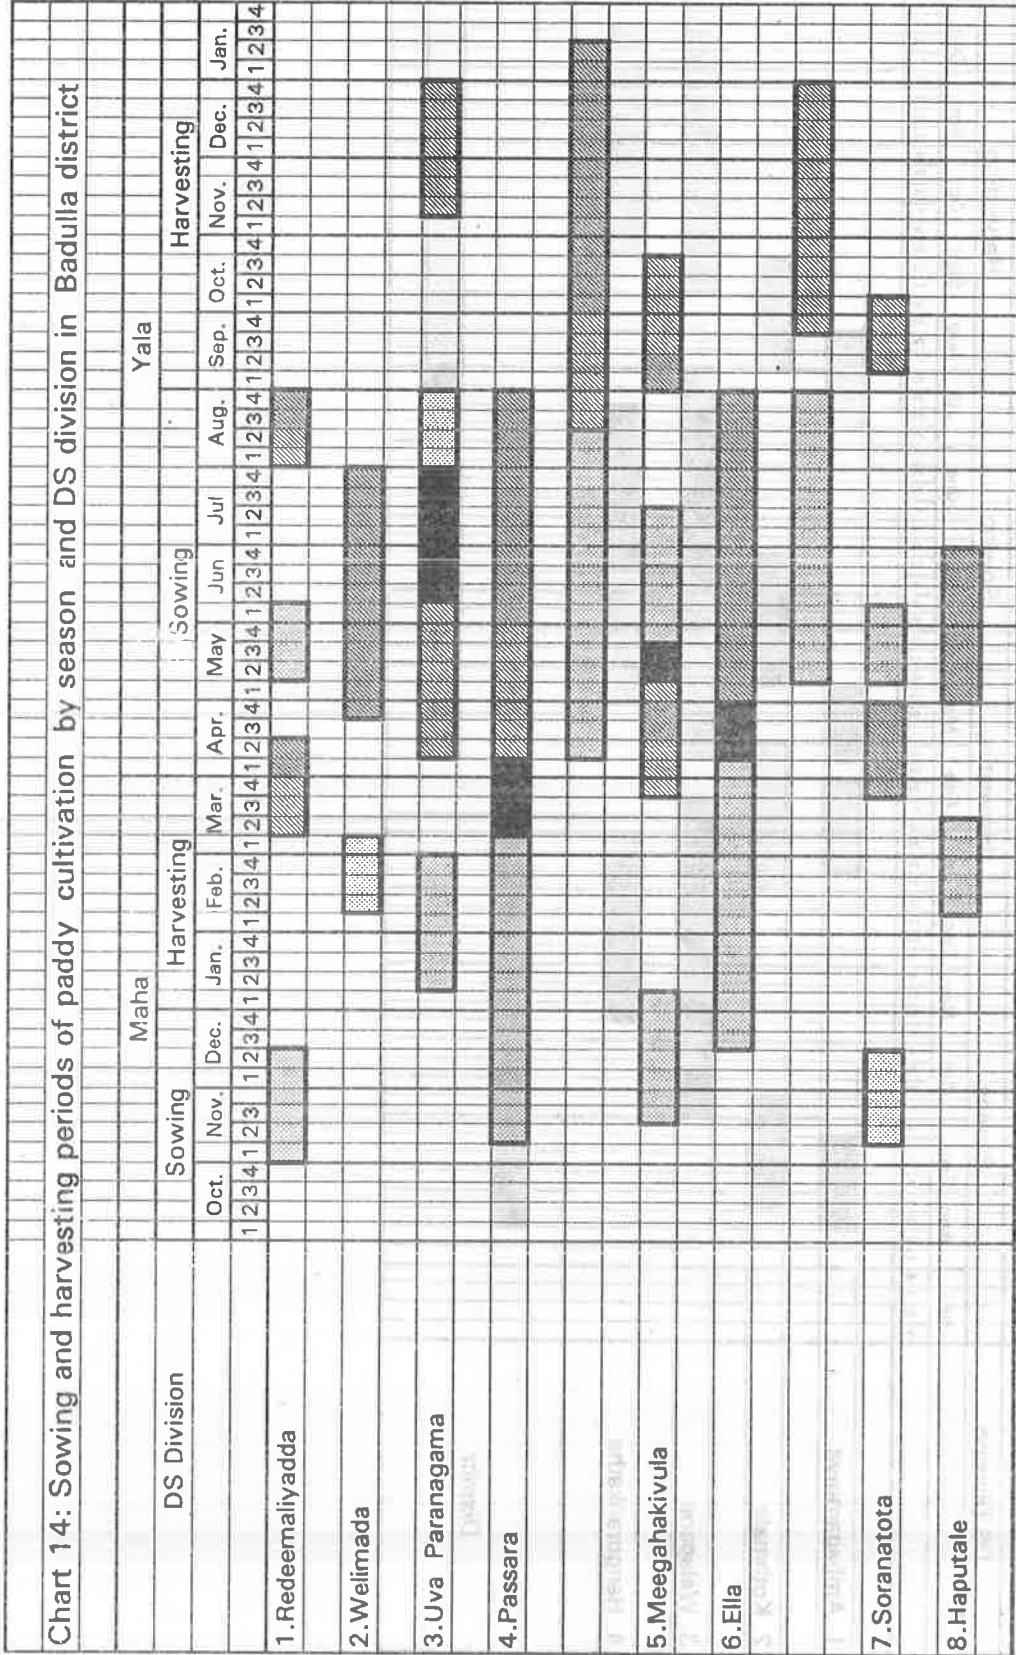 Chart 14: Sowing and harvesting periods of paddy cultivation by season and DS division in Badulla district
Maha Yala
DS Division Sowing Harvesting Sowing Harvesting
Oct. Nov. Dec. Jan. Feb. Mar. Apr. May Jun Jul Aug. Sep. Oct. Nov. Dec. Jan.
1 2 3 4 1 2 3 1 2 3 4 1 2 3 4 1 2 3 4 1 2 3 4 1 2 3 4 1 2 3 4 1 2 3 4 1 2 3 4 1 2 3 4 1 2 3 4 1 2 3 4 1 2 3 4 1 2 3 4 1 2 3 4
1.Redeemaliyadda
2.Welimada
3.Uva Paranagama
4.Passara
5.Meegahakivula
6.Ella
7.Soranatota
8.Haputale